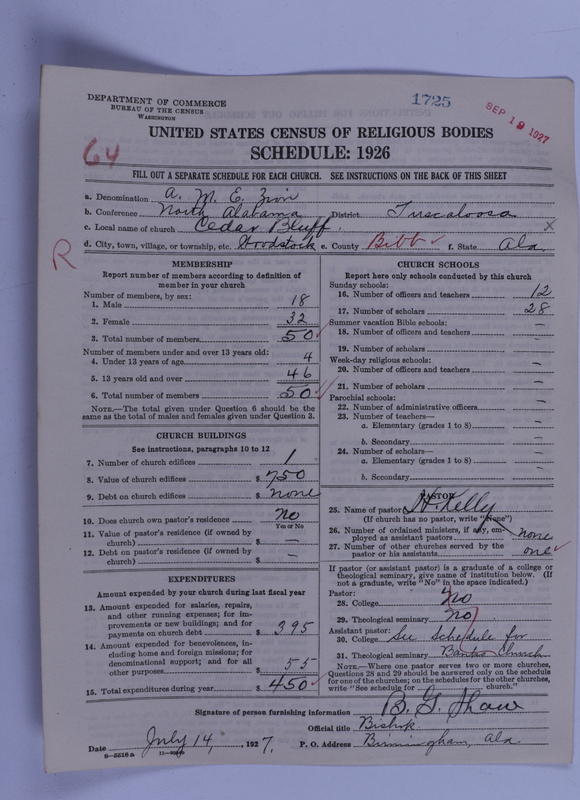 1725
SEP 19 1927
DEPARTMENT OF COMMERCE
BUREAU OF THE CENSUS
WASHINGTON
UNITED STATES CENSUS OF RELIGIOUS BODIES
SCHEDULE: 1926
64
FILL OUT A SEPARATE SCHEDULE FOR EACH CHURCH. SEE INSTRUCTIONS ON THE BACK OF THIS SHEET
a. Denomination A. M. E. Zion
b. Conference North Alabama District Tuscaloosa
c. Local name of church Cedar Bluff. X
d. City, town, village, or township, etc. Woodstock e. County Bibb ✓ f. State Ala.
R
MEMBERSHIP
Report number of members according to definition of
member in your church
Number of members, by sex:
1. Male 18
2. Female 32
3. Total number of members 50 ✓
Number of members under and over 13 years old:
4. Under 13 years of age 4
5. 13 years old and over 46
6. Total number of members 50 ✓
NOTE.—The total given under Question 6 should be the
same as the total of males and females given under Question 3.
CHURCH BUILDINGS
See instructions, paragraphs 10 to 12
7. Number of church edifices 1
8. Value of church edifices $ 750
9. Debt on church edifices $ none
10. Does church own pastor's residence No
Yes or No
11. Value of pastor's residence (if owned by
church) $ —
12. Debt on pastor's residence (if owned by
church) $ —
EXPENDITURES
Amount expended by your church during last fiscal year
13. Amount expended for salaries, repairs,
and other running expenses; for im-
provements or new buildings; and for
payments on church debt $ 395
14. Amount expended for benevolences, in-
cluding home and foreign missions; for
denominational support; and for all
other purposes $ 55
15. Total expenditures during year $ 450 ✓
CHURCH SCHOOLS
Report here only schools conducted by this church
Sunday schools:
16. Number of officers and teachers 12
17. Number of scholars 28
Summer vacation Bible schools:
18. Number of officers and teachers —
19. Number of scholars —
Week-day religious schools:
20. Number of officers and teachers —
21. Number of scholars —
Parochial schools:
22. Number of administrative officers —
23. Number of teachers—
a. Elementary (grades 1 to 8) —
b. Secondary —
24. Number of scholars—
a. Elementary (grades 1 to 8) —
b. Secondary —
PASTOR
25. Name of pastor H. Kelly
(If church has no pastor, write "None")
26. Number of ordained ministers, if any, em-
ployed as assistant pastors none
27. Number of other churches served by the
pastor or his assistants one ✓
If pastor (or assistant pastor) is a graduate of a college or
theological seminary, give name of institution below. (If
not a graduate, write "No" in the space indicated.)
Pastor:
28. College No
29. Theological seminary No
Assistant pastor:
30. College See Schedule for
31. Theological seminary Banks Church
NOTE.—Where one pastor serves two or more churches,
Questions 28 and 29 should be answered only on the schedule
for one of the churches; on the schedules for the other churches,
write "See schedule for church."
Signature of person furnishing information B. G. Shaw
Official title Bishop
Date July 14, 1927. P. O. Address Birmingham, Ala.
8—5518a